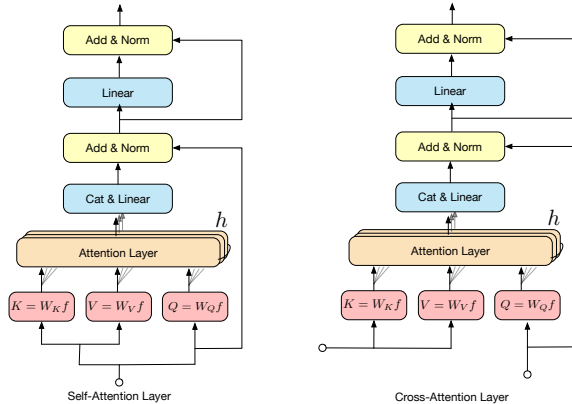 Add & Norm
Linear
Add & Norm
Cat & Linear
h
Attention Layer
K = W_K f
V = W_V f
Q = W_Q f
Self-Attention Layer
Add & Norm
Linear
Add & Norm
Cat & Linear
h
Attention Layer
K = W_K f
V = W_V f
Q = W_Q f
Cross-Attention Layer